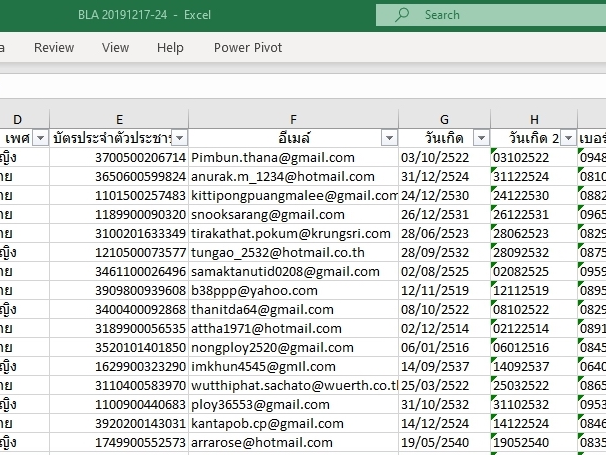 BLA 20191217-24 - Excel
Search
Review View Help Power Pivot
D E F G H
เพศ บัตรประจำตัวประชา อีเมล์ วันเกิด วันเกิด 2 เบอร์
ญิง 3700500206714 Pimbun.thana@gmail.com 03/10/2522 03102522 0948
าย 3650600599824 anurak.m_1234@hotmail.com 31/12/2524 31122524 0810
ญิง 1101500257483 kittipongpuangmalee@gmail.com 24/12/2530 24122530 0882
าย 1189900090320 snooksarang@gmail.com 26/12/2531 26122531 0965
าย 3100201633349 tirakathat.pokum@krungsri.com 28/06/2523 28062523 0829
ญิง 1210500073577 tungao_2532@hotmail.co.th 28/09/2532 28092532 0875
าย 3461100026496 samaktanutid0208@gmail.com 02/08/2525 02082525 0959
าย 3909800939608 b38ppp@yahoo.com 12/11/2519 12112519 0895
ญิง 3400400092868 thanitda64@gmail.com 08/10/2522 08102522 0829
าย 3189900056535 attha1971@hotmail.com 02/12/2514 02122514 0891
าย 3520101401850 nongploy2520@gmail.com 06/01/2516 06012516 0845
ญิง 1629900323290 imkhun4545@gmIl.com 14/09/2537 14092537 0640
าย 3110400583970 wutthiphat.sachato@wuerth.co.tl 25/03/2522 25032522 0865
ญิง 1100900440683 ploy36553@gmail.com 31/10/2532 31102532 0953
าย 3920200143031 kantapob.cp@gmail.com 14/12/2524 14122524 0846
ญิง 1749900552573 arrarose@hotmail.com 19/05/2540 19052540 0835